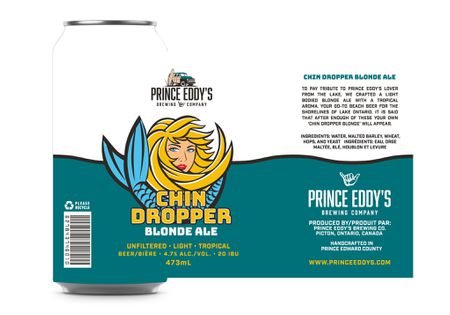 PRINCE EDDY'S
BREWING COMPANY
CHIN
DROPPER
BLONDE ALE
UNFILTERED • LIGHT • TROPICAL
BEER/BIÈRE • 4.7% ALC./VOL. • 20 IBU
473mL
PLEASE
RECYCLE
CHIN DROPPER BLONDE ALE
TO PAY TRIBUTE TO PRINCE EDDY'S LOVER
FROM THE LAKE, WE CRAFTED A LIGHT
BODIED BLONDE ALE WITH A TROPICAL
AROMA. YOUR GO-TO BEACH BEER FOR THE
SHORELINES OF LAKE ONTARIO. IT IS SAID
THAT AFTER ENOUGH OF THESE YOUR OWN
'CHIN DROPPER BLONDE' WILL APPEAR.
INGREDIENTS: WATER, MALTED BARLEY, WHEAT,
HOPS, AND YEAST INGRÉDIENTS: EAU, ORGE
MALTÉE, BLÉ, HOUBLON ET LEVURE
PRINCE EDDY'S
BREWING COMPANY
PRODUCED BY/PRODUIT PAR:
PRINCE EDDY'S BREWING CO.
PICTON, ONTARIO, CANADA
HANDCRAFTED IN
PRINCE EDWARD COUNTY
WWW.PRINCEEDDYS.COM